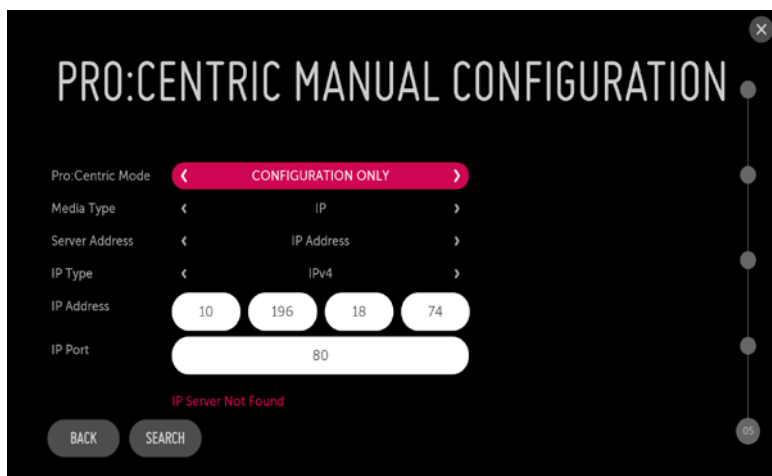 PRO:CENTRIC MANUAL CONFIGURATION
Pro:Centric Mode ‹ CONFIGURATION ONLY ›
Media Type ‹ IP ›
Server Address ‹ IP Address ›
IP Type ‹ IPv4 ›
IP Address 10 196 18 74
IP Port 80
IP Server Not Found
BACK SEARCH
05